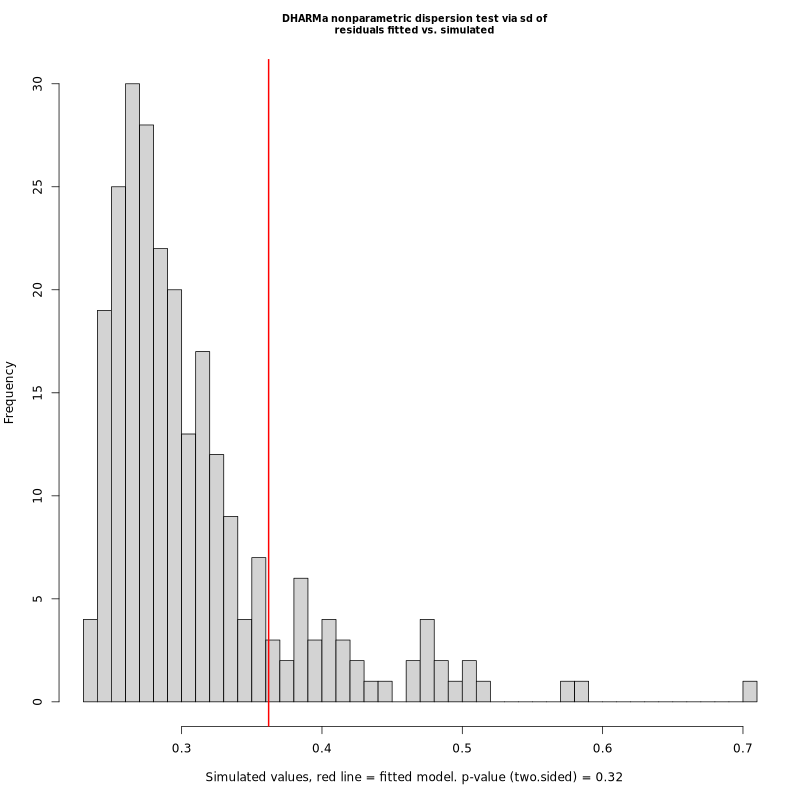 DHARMa nonparametric dispersion test via sd of
residuals fitted vs. simulated
Frequency
30
25
20
15
10
5
0
0.3 0.4 0.5 0.6 0.7
Simulated values, red line = fitted model. p-value (two.sided) = 0.32